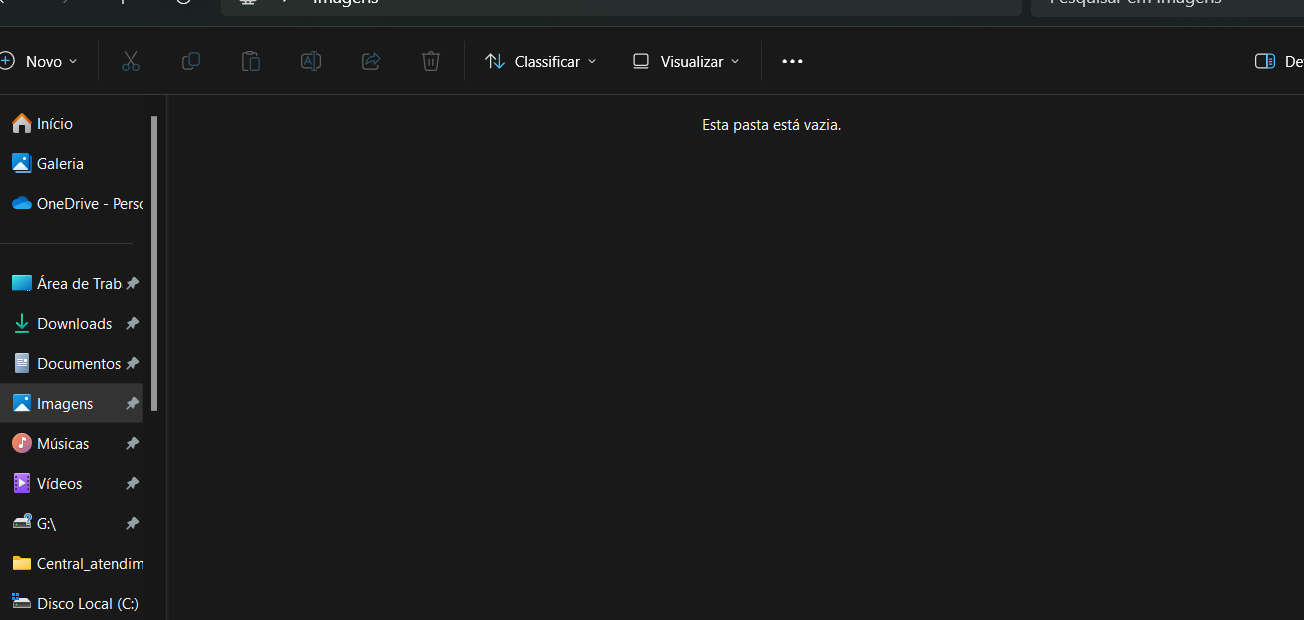 Imagens
Pesquisar em Imagens
Novo
Classificar
Visualizar
Início
Galeria
OneDrive - Perso
Esta pasta está vazia.
Área de Trab
Downloads
Documentos
Imagens
Músicas
Vídeos
G:\
Central_atendim
Disco Local (C:)